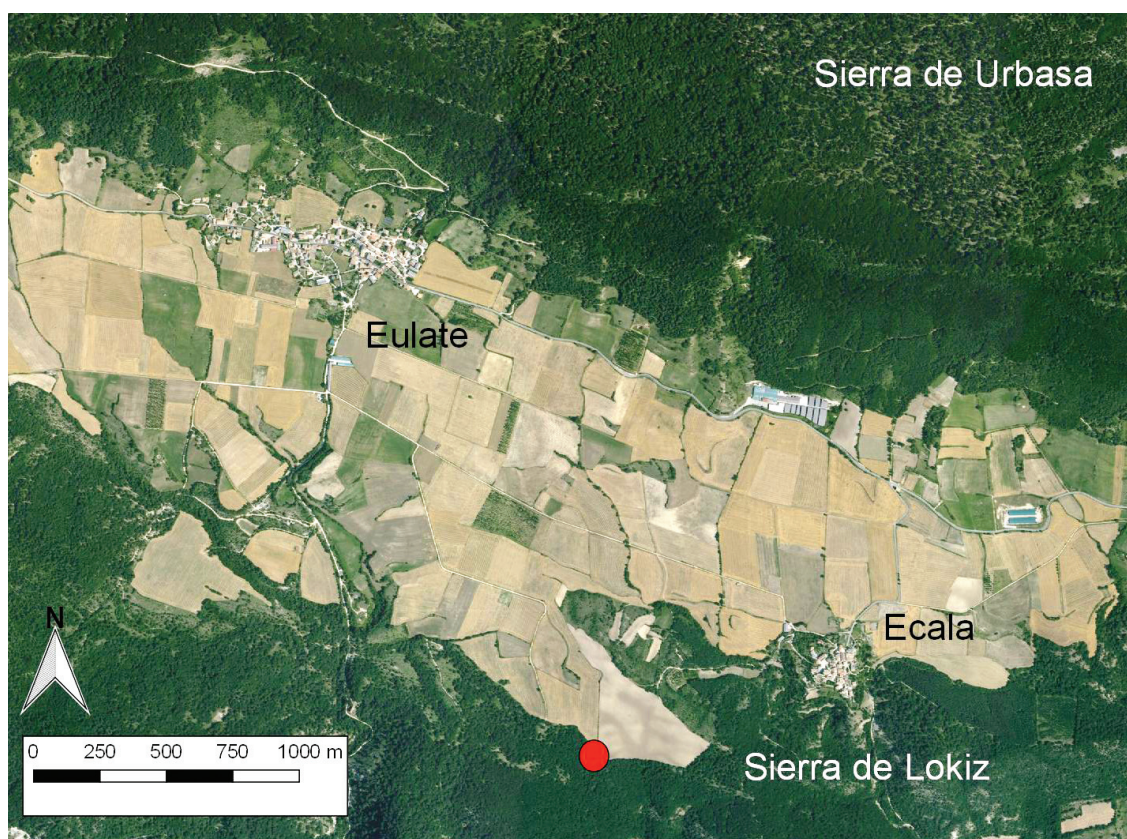 Sierra de Urbasa
Eulate
Ecala
N
0 250 500 750 1000 m
Sierra de Lokiz